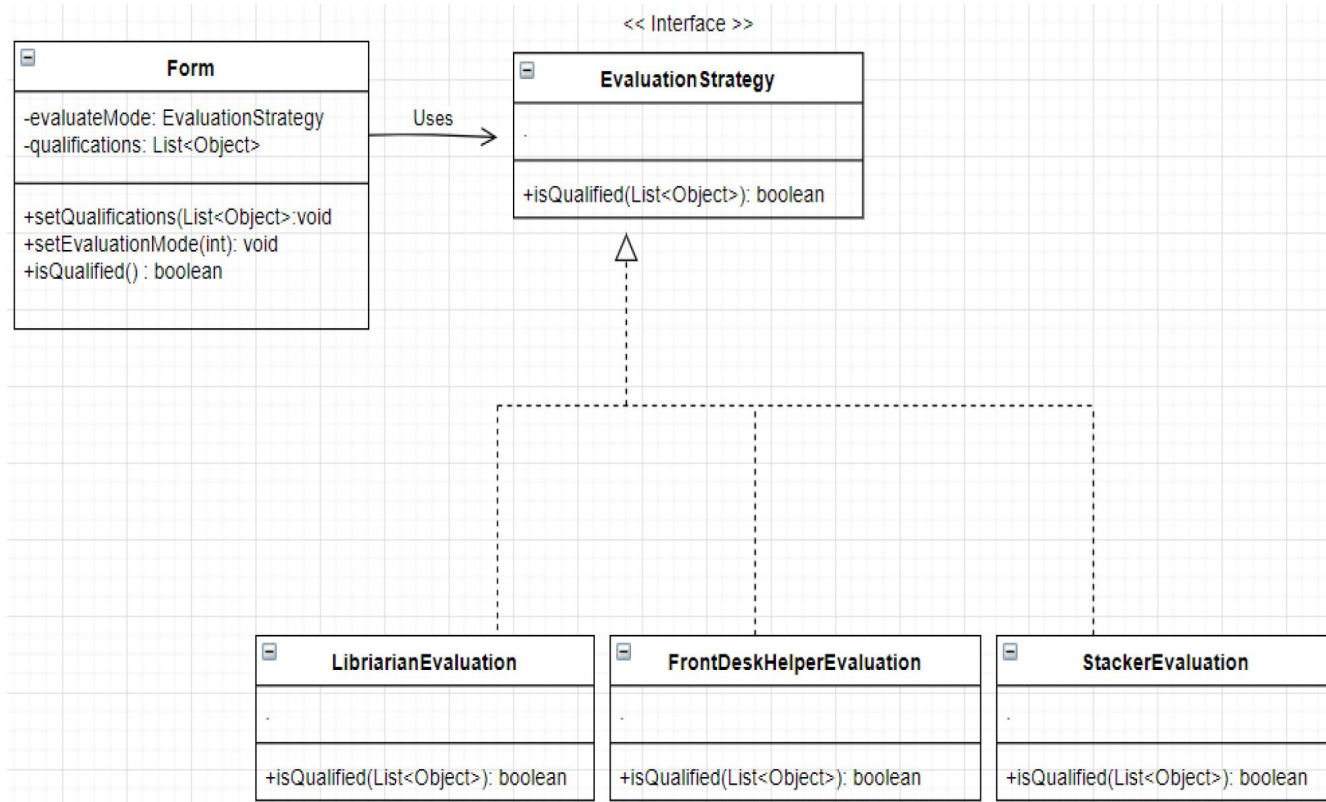 << Interface >>
Form
-evaluateMode: EvaluationStrategy
-qualifications: List<Object>
+setQualifications(List<Object>:void
+setEvaluationMode(int): void
+isQualified() : boolean
Uses
EvaluationStrategy
.
+isQualified(List<Object>): boolean
LibriarianEvaluation
.
+isQualified(List<Object>): boolean
FrontDeskHelperEvaluation
.
+isQualified(List<Object>): boolean
StackerEvaluation
.
+isQualified(List<Object>): boolean